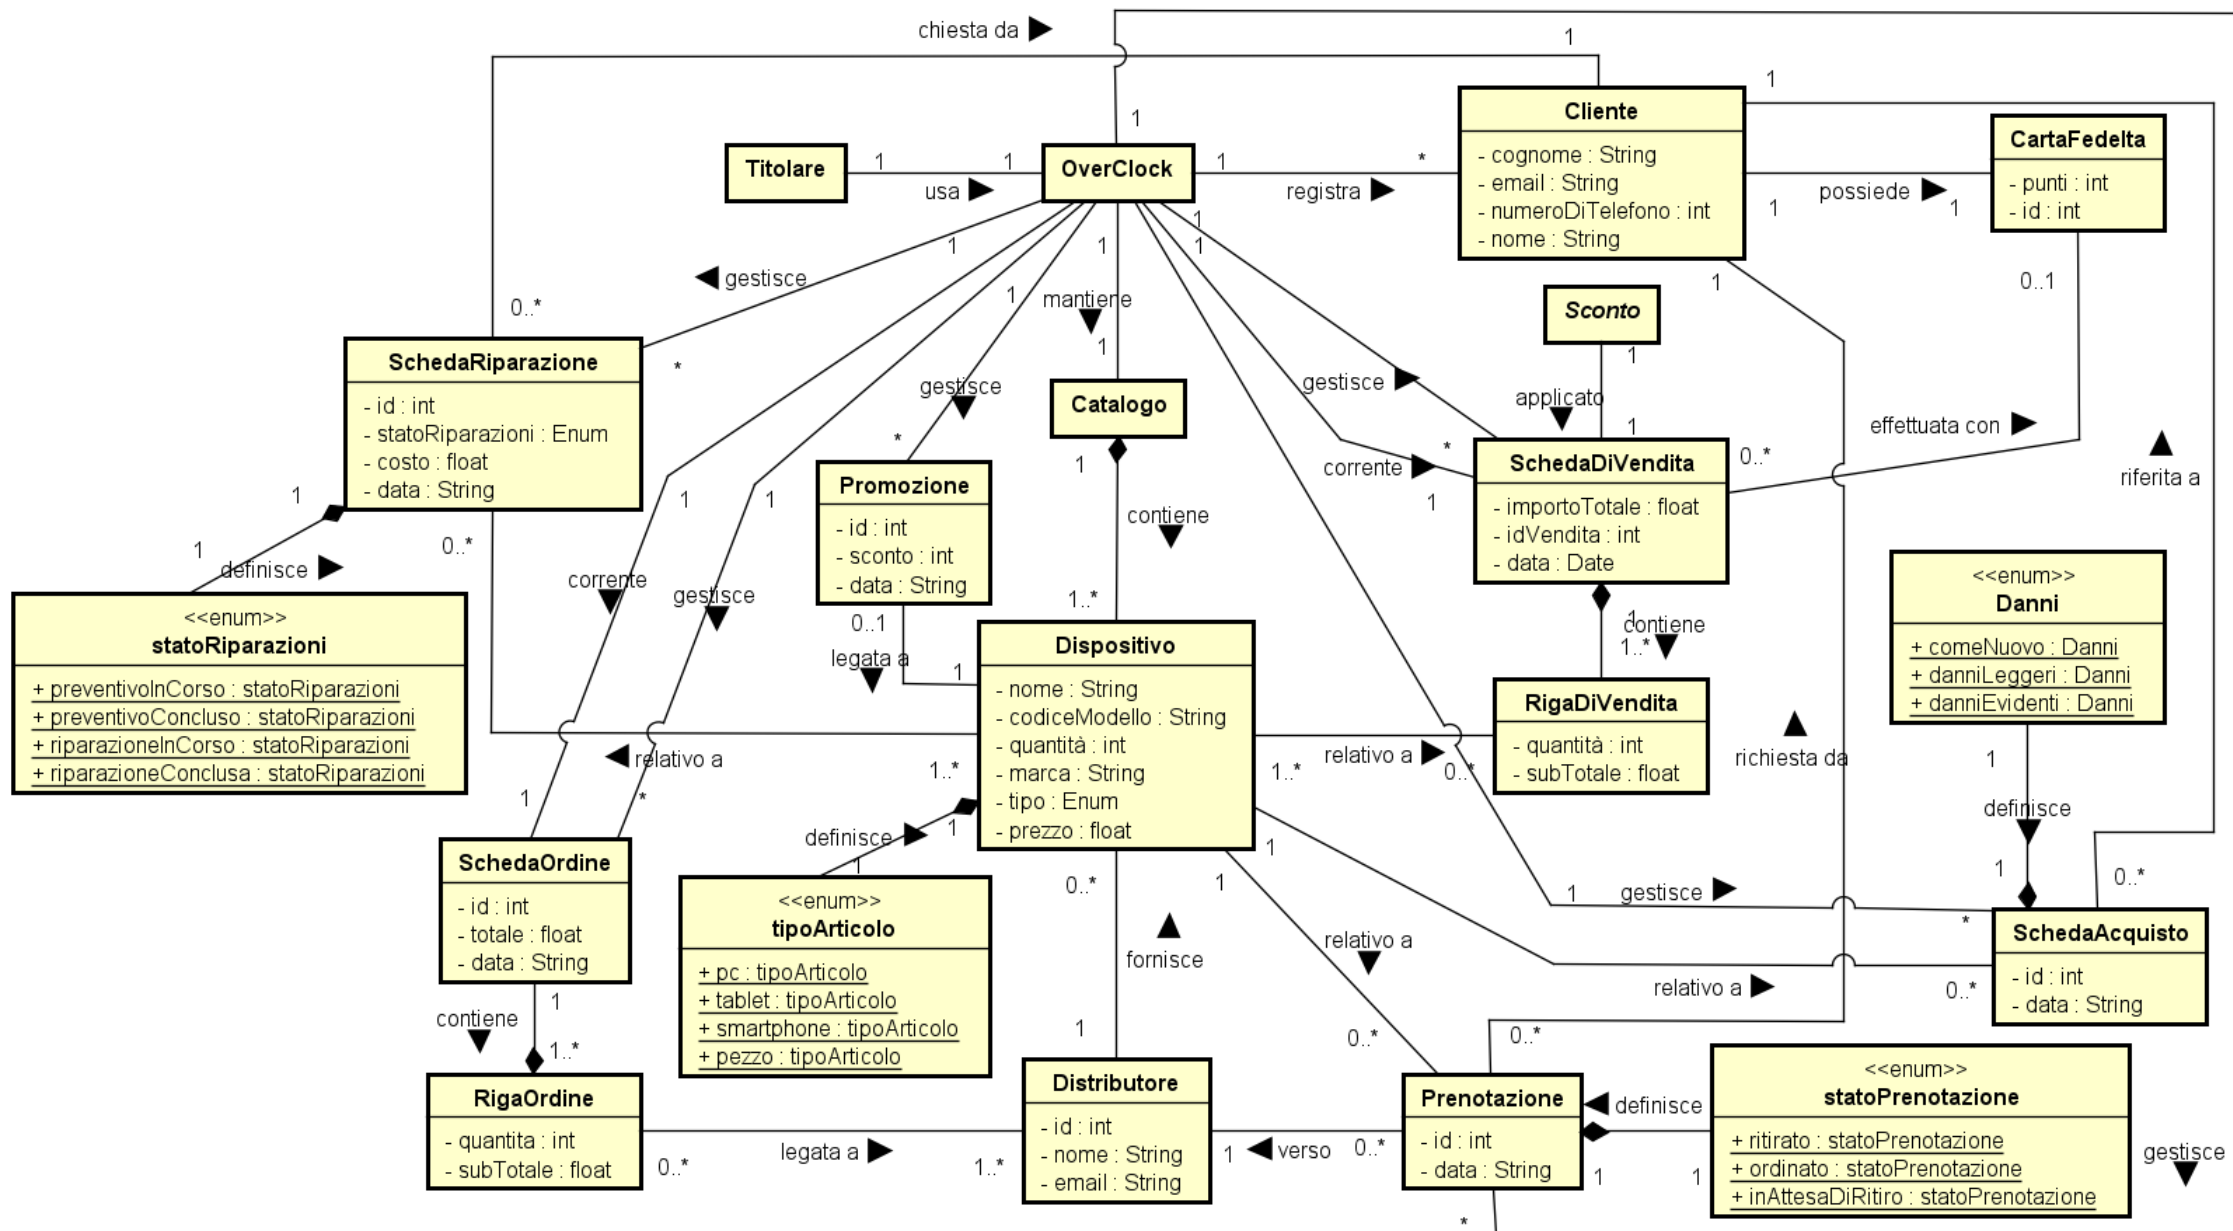 chiesta da
1
1
1
Cliente
- cognome : String
- email : String
- numeroDiTelefono : int
- nome : String
CartaFedelta
- punti : int
- id : int
Titolare
1
1
usa
OverClock
1
*
registra
possiede
1
1
1
1
1
1
1
1
gestisce
0..*
mantiene
1
1
0..1
Sconto
1
applicato
1
SchedaRiparazione
- id : int
- statoRiparazioni : Enum
- costo : float
- data : String
*
gestisce
*
Catalogo
1
gestisce
corrente
*
1
SchedaDiVendita
- importoTotale : float
- idVendita : int
- data : Date
0..*
effettuata con
riferita a
Promozione
- id : int
- sconto : int
- data : String
1
1
1
1
definisce
0..*
contiene
<<enum>>
statoRiparazioni
+ preventivoInCorso : statoRiparazioni
+ preventivoConcluso : statoRiparazioni
+ riparazioneInCorso : statoRiparazioni
+ riparazioneConclusa : statoRiparazioni
corrente
gestisce
0..1
legata a
1
1..*
Dispositivo
- nome : String
- codiceModello : String
- quantità : int
- marca : String
- tipo : Enum
- prezzo : float
1
contiene
1..*
<<enum>>
Danni
+ comeNuovo : Danni
+ danniLeggeri : Danni
+ danniEvidenti : Danni
RigaDiVendita
- quantità : int
- subTotale : float
relativo a
1..*
relativo a
1..*
0..*
richiesta da
1
definisce
1
1
*
definisce
1
1
1
1
gestisce
*
0..*
SchedaOrdine
- id : int
- totale : float
- data : String
<<enum>>
tipoArticolo
+ pc : tipoArticolo
+ tablet : tipoArticolo
+ smartphone : tipoArticolo
+ pezzo : tipoArticolo
0..*
fornisce
1
relativo a
0..*
relativo a
0..*
SchedaAcquisto
- id : int
- data : String
1
contiene
1..*
0..*
RigaOrdine
- quantita : int
- subTotale : float
legata a
0..*
1..*
Distributore
- id : int
- nome : String
- email : String
1
verso
0..*
Prenotazione
- id : int
- data : String
definisce
1
1
<<enum>>
statoPrenotazione
+ ritirato : statoPrenotazione
+ ordinato : statoPrenotazione
+ inAttesaDiRitiro : statoPrenotazione
gestisce
*